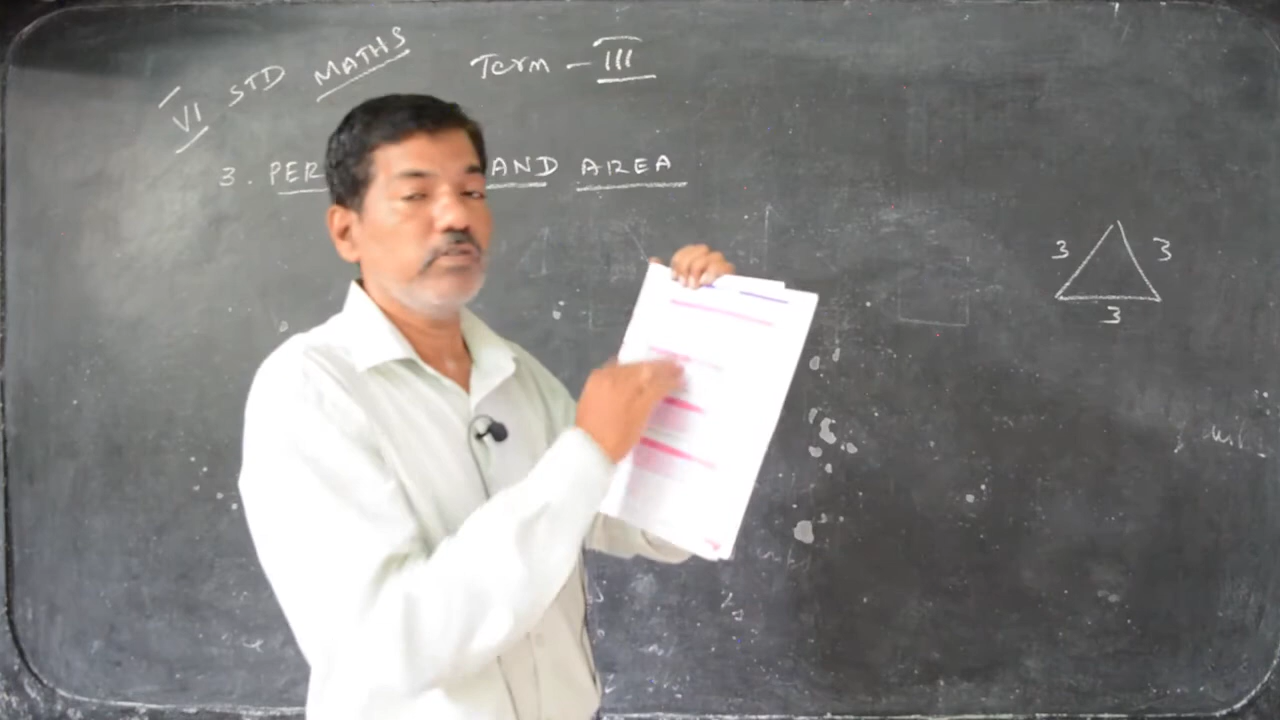 VI STD MATHS
Term - III
3. PER AND AREA
3 3
3